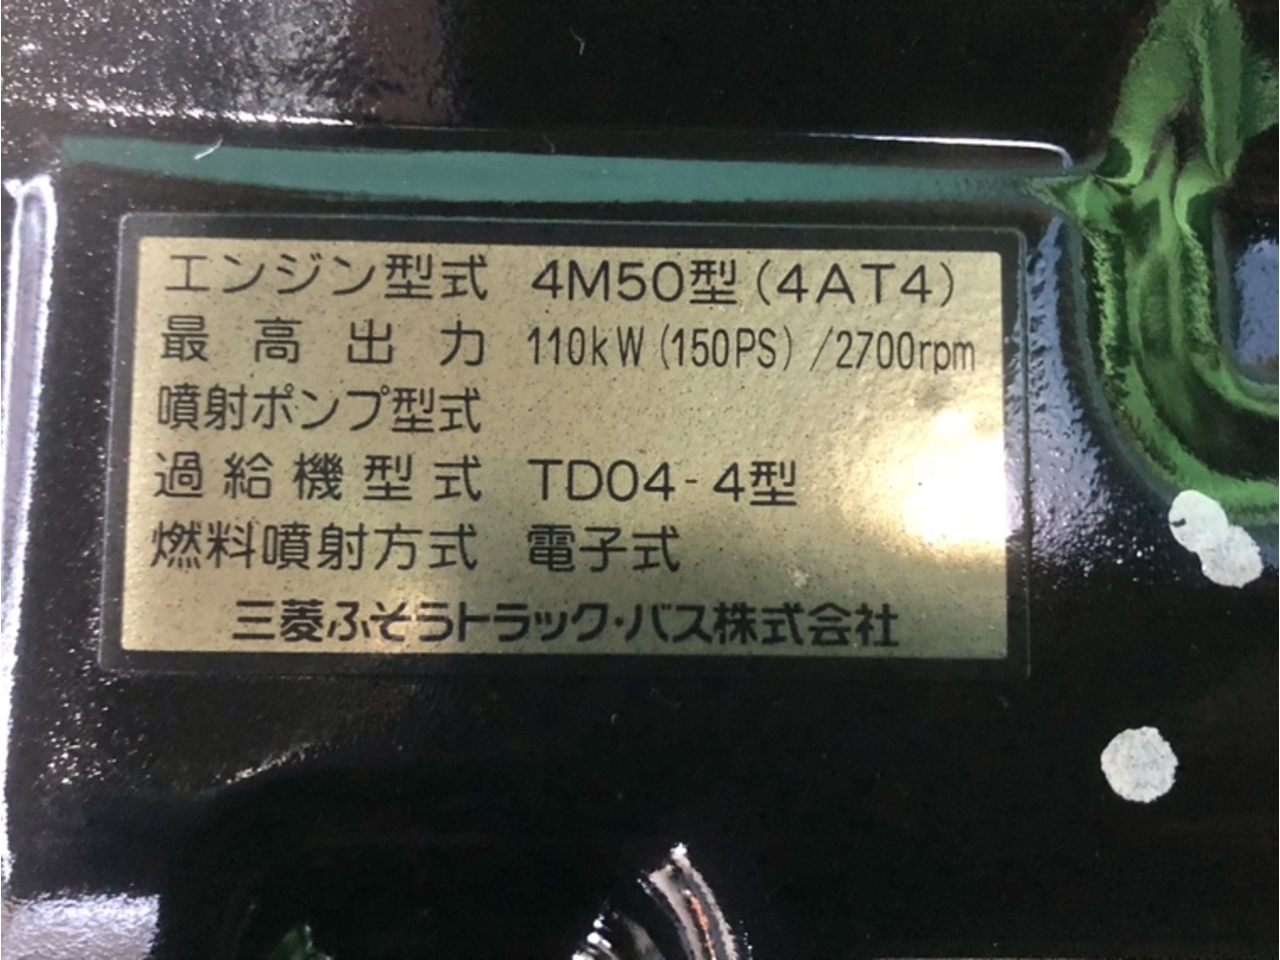 エンジン型式 4M50型(4AT4)
最高出力 110kW(150PS)/2700rpm
噴射ポンプ型式
過給機型式 TD04-4型
燃料噴射方式 電子式
三菱ふそうトラック・バス株式会社